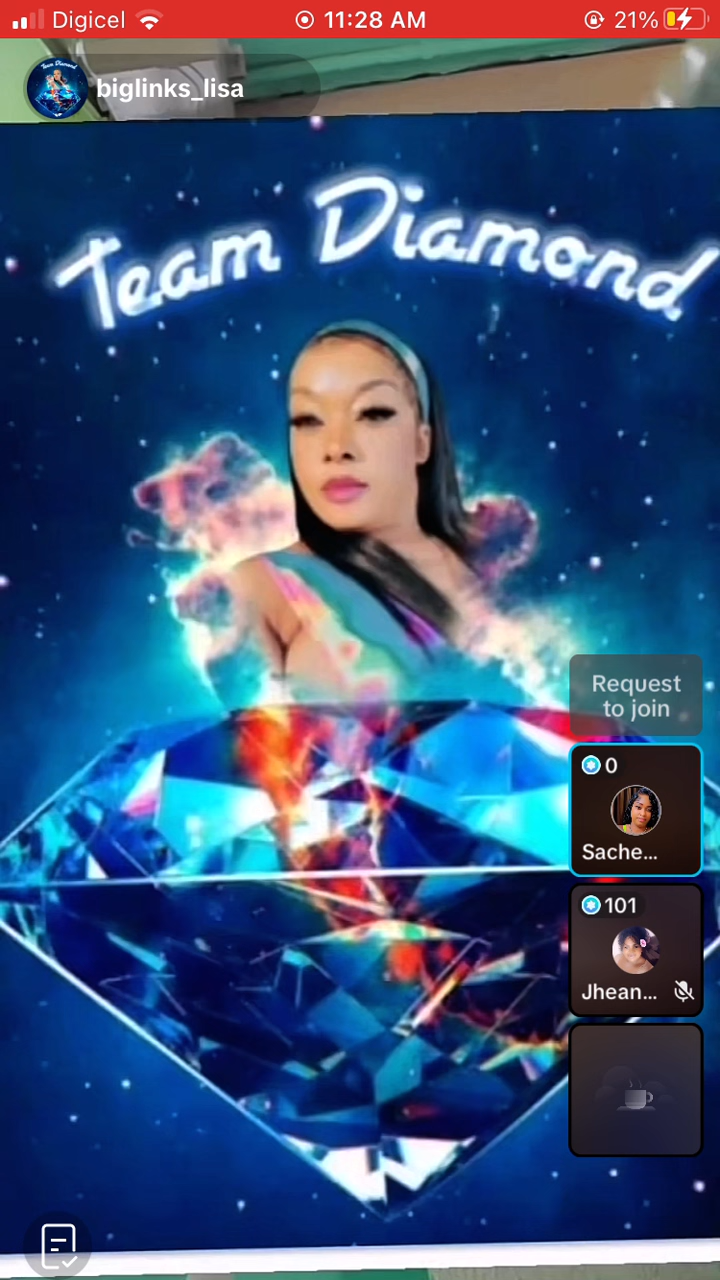 Digicel 11:28 AM 21%
biglinks_lisa
Team Diamond
Request
to join
0
Sache...
101
Jhean...